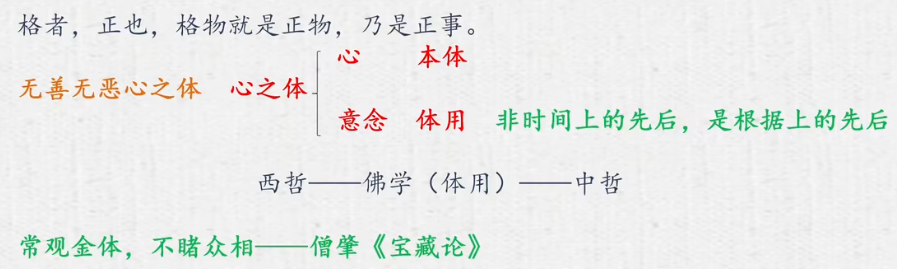 格者，正也，格物就是正物，乃是正事。
心 本体
无善无恶心之体 心之体
意念 体用 非时间上的先后，是根据上的先后
西哲——佛学（体用）——中哲
常观金体，不睹众相——僧肇《宝藏论》